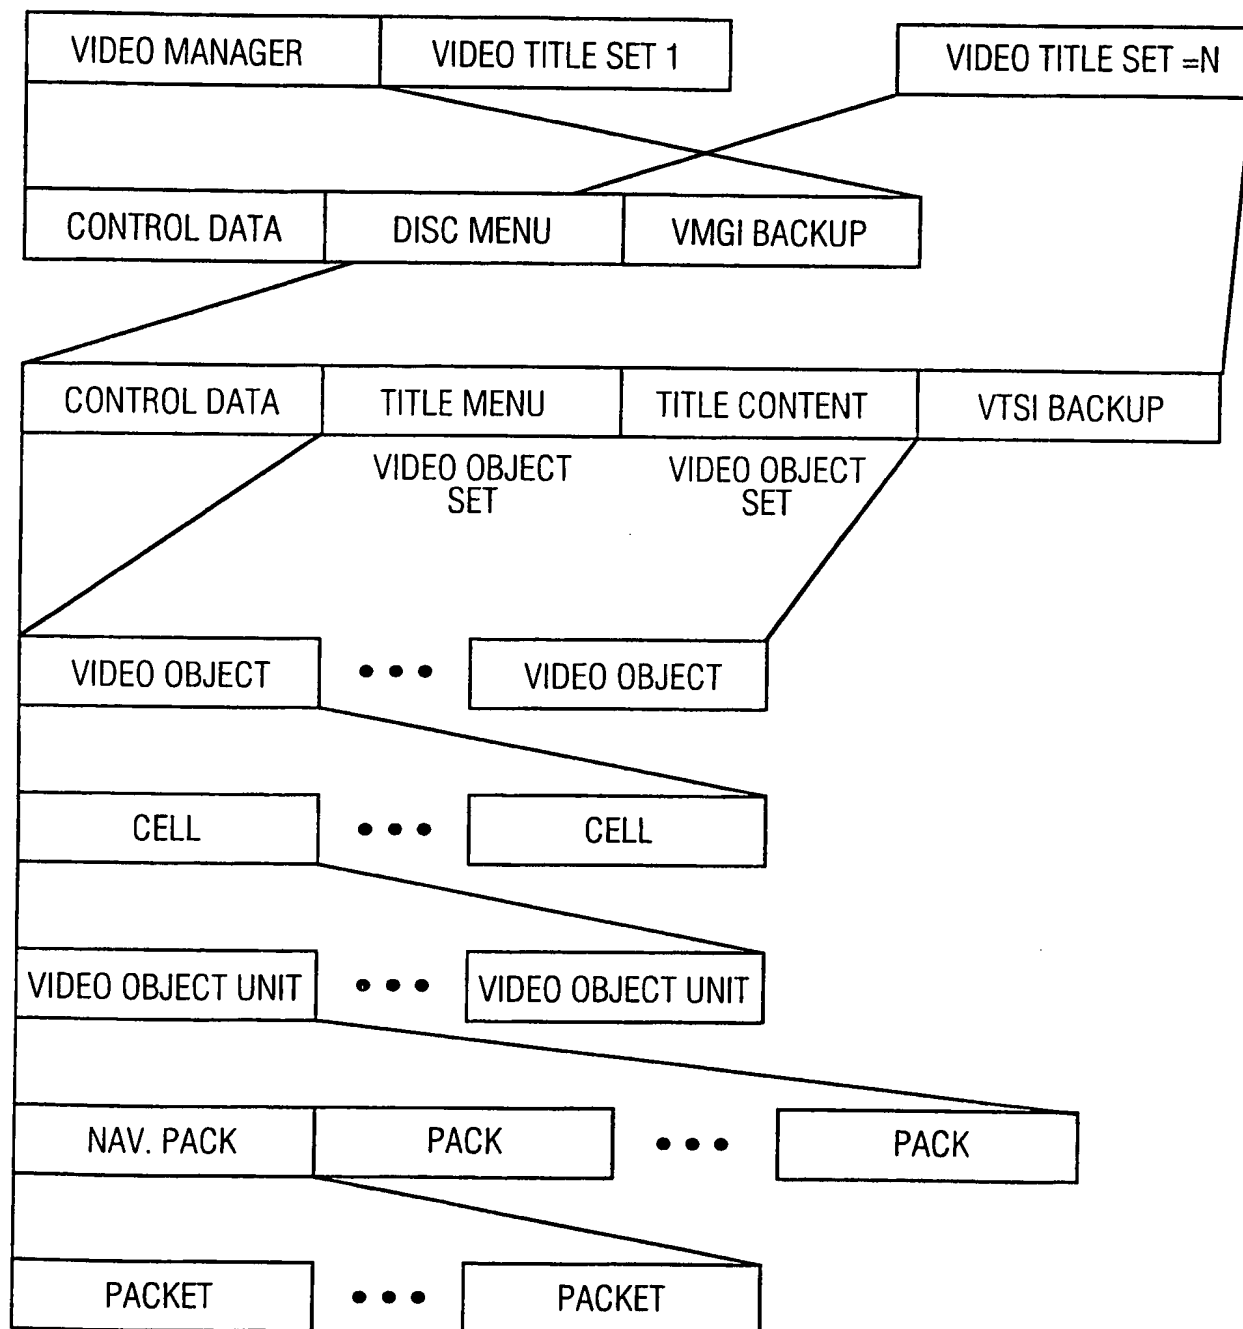 VIDEO MANAGER VIDEO TITLE SET 1 VIDEO TITLE SET =N
CONTROL DATA DISC MENU VMGI BACKUP
CONTROL DATA TITLE MENU TITLE CONTENT VTSI BACKUP
VIDEO OBJECT SET VIDEO OBJECT SET
VIDEO OBJECT ••• VIDEO OBJECT
CELL ••• CELL
VIDEO OBJECT UNIT ••• VIDEO OBJECT UNIT
NAV. PACK PACK ••• PACK
PACKET ••• PACKET